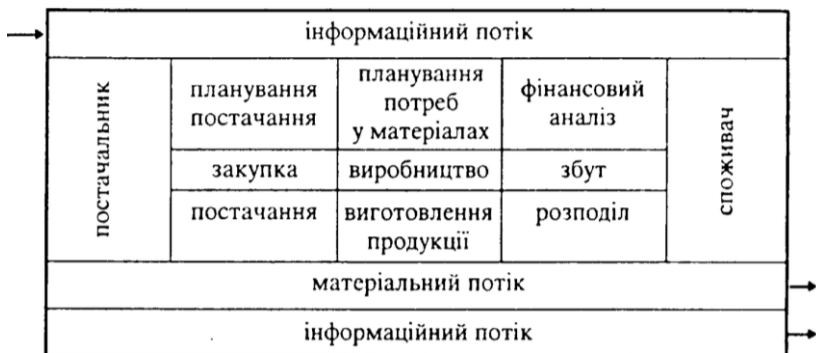 інформаційний потік
постачальник
планування
постачання
планування
потреб
у матеріалах
фінансовий
аналіз
споживач
закупка
виробництво
збут
постачання
виготовлення
продукції
розподіл
матеріальний потік
інформаційний потік